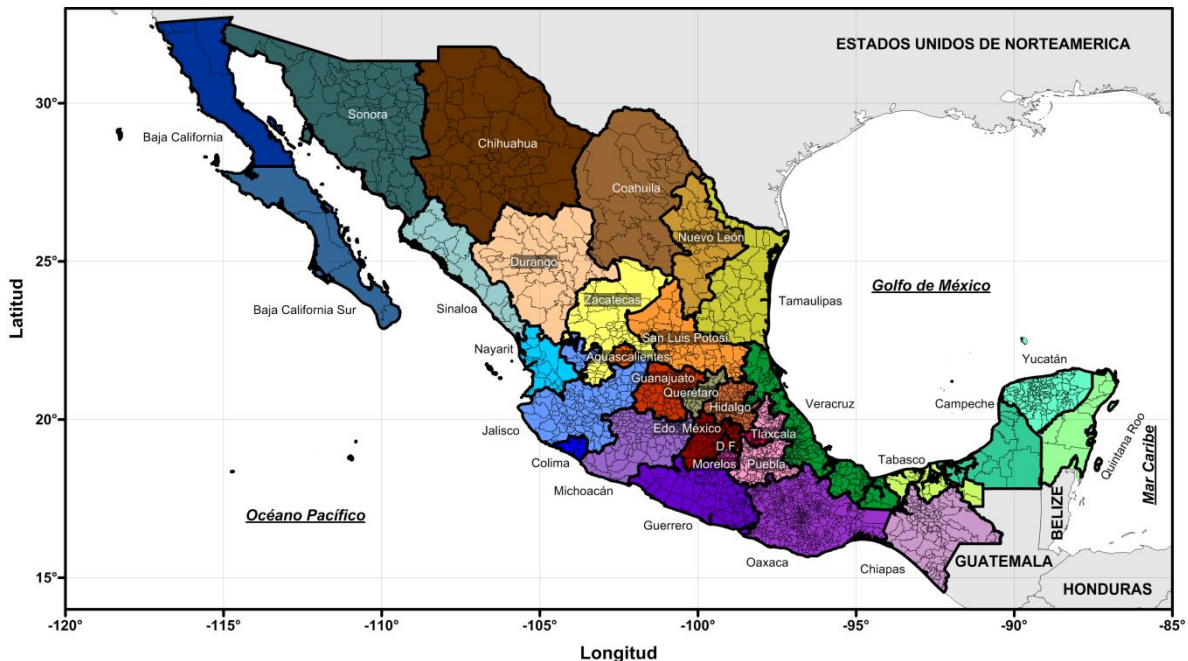 ESTADOS UNIDOS DE NORTEAMERICA
30°
Sonora
Baja California
Chihuahua
Coahuila
Nuevo León
25°
Durango
Latitud
Golfo de México
Zacatecas
Tamaulipas
Baja California Sur
Sinaloa
San Luis Potosí
Nayarit
Aguascalientes
Yucatán
Guanajuato
Querétaro
Campeche
Hidalgo
Veracruz
20°
Jalisco
Edo. México
Tlaxcala
D.F.
Quintana Roo
Mar Caribe
Colima
Morelos
Puebla
Tabasco
Michoacán
Océano Pacífico
Guerrero
BELIZE
Oaxaca
Chiapas
GUATEMALA
15°
HONDURAS
-120°
-115°
-110°
-105°
-100°
-95°
-90°
-85°
Longitud